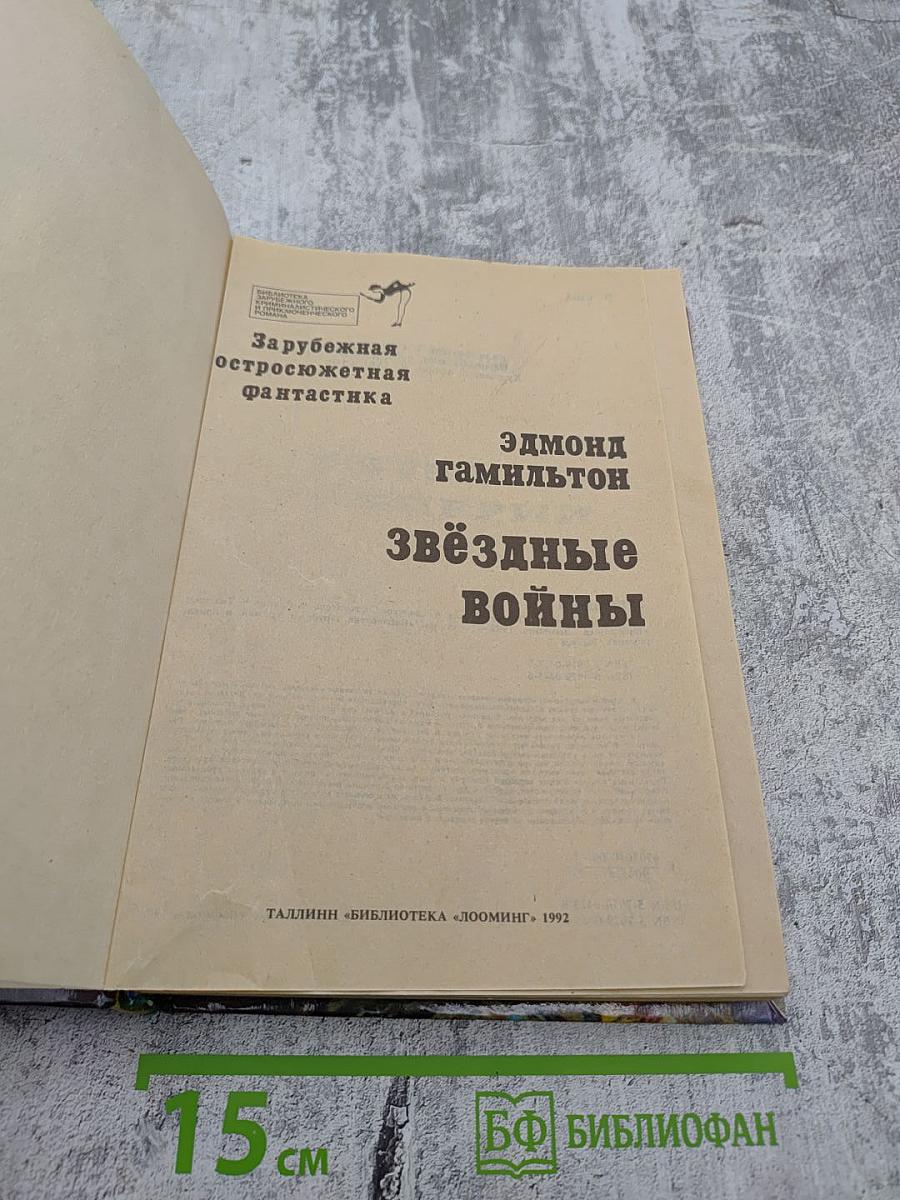 БИБЛИОТЕКА
ЗАРУБЕЖНОГО
КРИМИНАЛИСТИЧЕСКОГО
И ПРИКЛЮЧЕНЧЕСКОГО
РОМАНА
Зарубежная
остросюжетная
фантастика
ЭДМОНД
ГАМИЛЬТОН
ЗВЁЗДНЫЕ
ВОЙНЫ
ТАЛЛИНН «БИБЛИОТЕКА «ЛООМИНГ» 1992
15 см
БФ БИБЛИОФАН